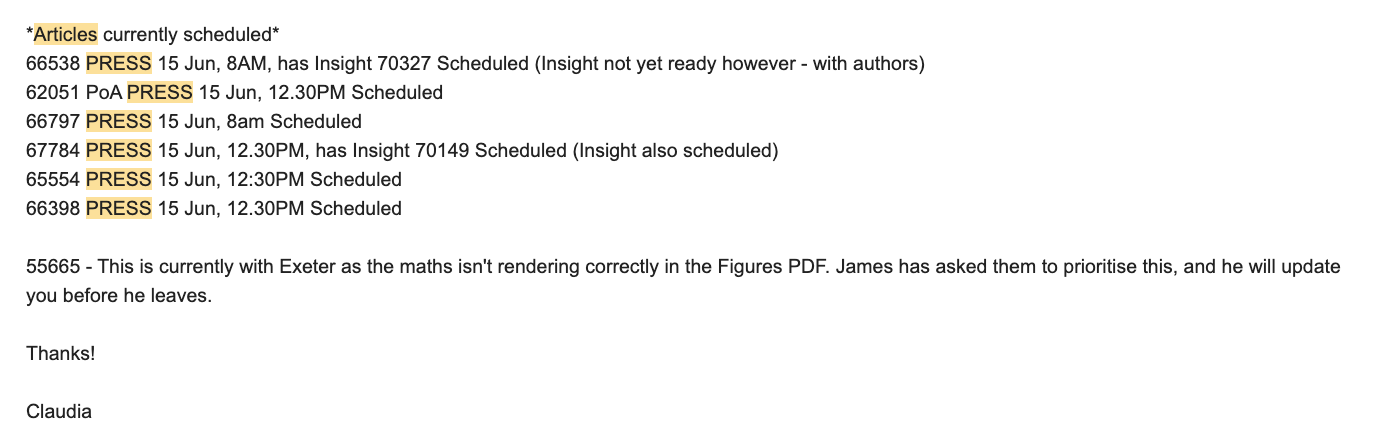 *Articles currently scheduled*
66538 PRESS 15 Jun, 8AM, has Insight 70327 Scheduled (Insight not yet ready however - with authors)
62051 PoA PRESS 15 Jun, 12.30PM Scheduled
66797 PRESS 15 Jun, 8am Scheduled
67784 PRESS 15 Jun, 12.30PM, has Insight 70149 Scheduled (Insight also scheduled)
65554 PRESS 15 Jun, 12:30PM Scheduled
66398 PRESS 15 Jun, 12.30PM Scheduled
55665 - This is currently with Exeter as the maths isn't rendering correctly in the Figures PDF. James has asked them to prioritise this, and he will update
you before he leaves.
Thanks!
Claudia